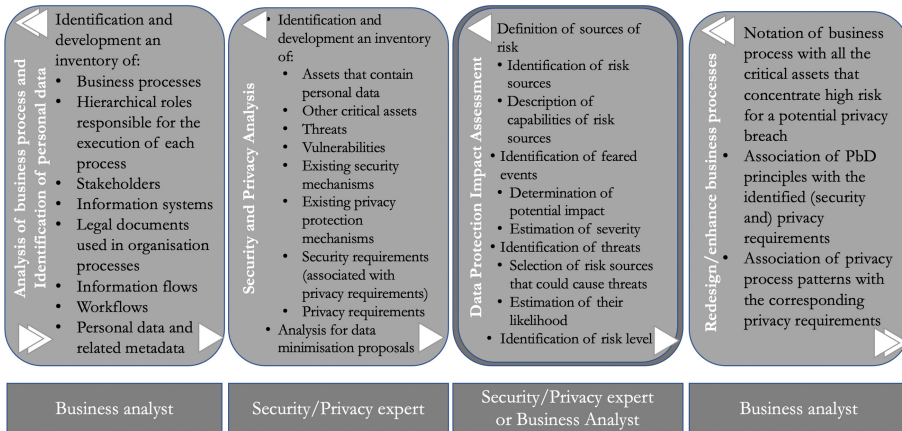 Analysis of business process and
Identification of personal data
Identification and
development an
inventory of:
• Business processes
• Hierarchical roles
responsible for the
execution of each
process
• Stakeholders
• Information systems
• Legal documents
used in organisation
processes
• Information flows
• Workflows
• Personal data and
related metadata
Business analyst
Security and Privacy Analysis
• Identification and
development an inventory
of:
• Assets that contain
personal data
• Other critical assets
• Threats
• Vulnerabilities
• Existing security
mechanisms
• Existing privacy
protection
mechanisms
• Security requirements
(associated with
privacy requirements)
• Privacy requirements
• Analysis for data
minimisation proposals
Security/Privacy expert
Data Protection Impact Assessment
Definition of sources of
risk
• Identification of risk
sources
• Description of
capabilities of risk
sources
• Identification of feared
events
• Determination of
potential impact
• Estimation of severity
• Identification of threats
• Selection of risk sources
that could cause threats
• Estimation of their
likelihood
• Identification of risk level
Security/Privacy expert
or Business Analyst
Redesign/enhance business processes
Notation of business
process with all the
critical assets that
concentrate high risk
for a potential privacy
breach
• Association of PbD
principles with the
identified (security
and) privacy
requirements
• Association of privacy
process patterns with
the corresponding
privacy requirements
Business analyst